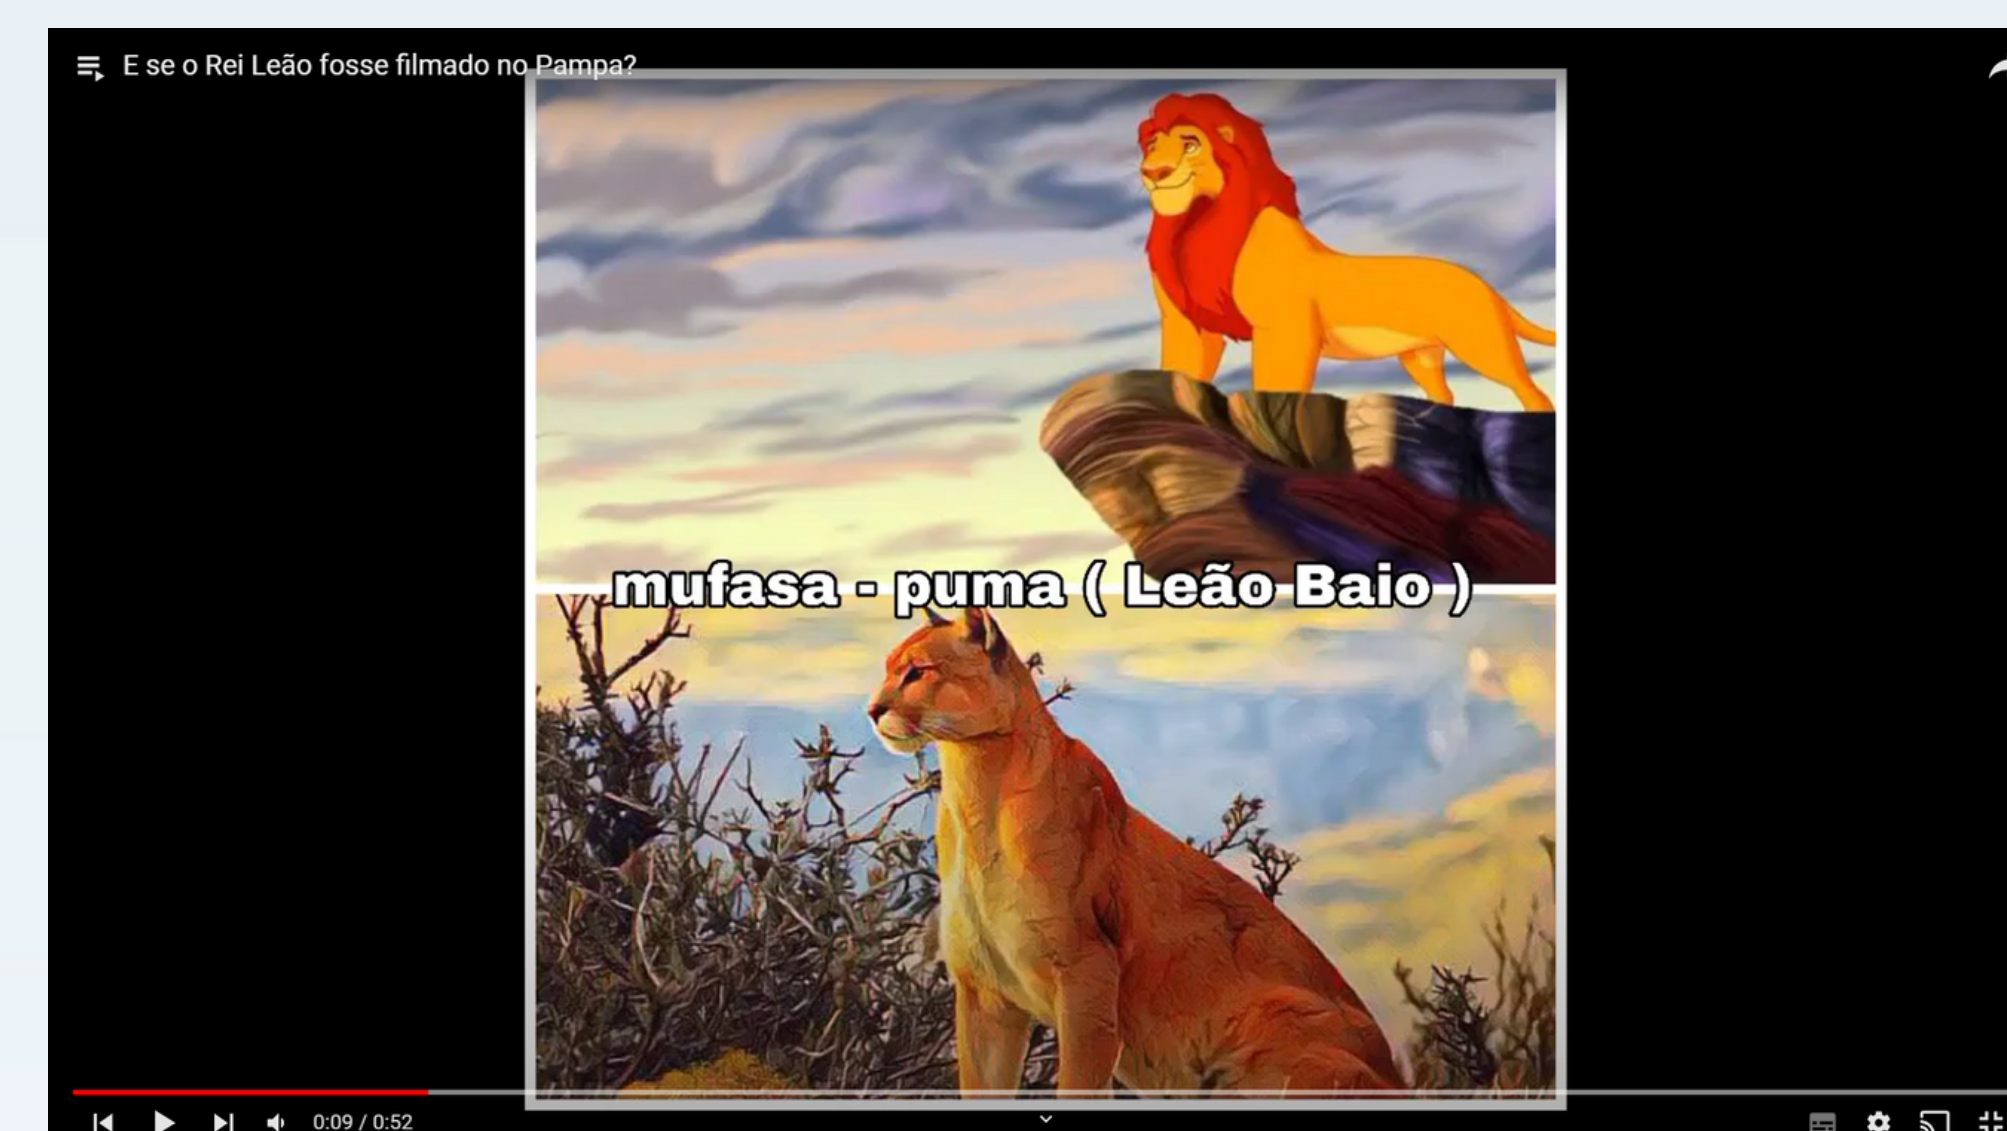 E se o Rei Leão fosse filmado no Pampa?
mufasa - puma ( Leão Baio )
0:09 / 0:52